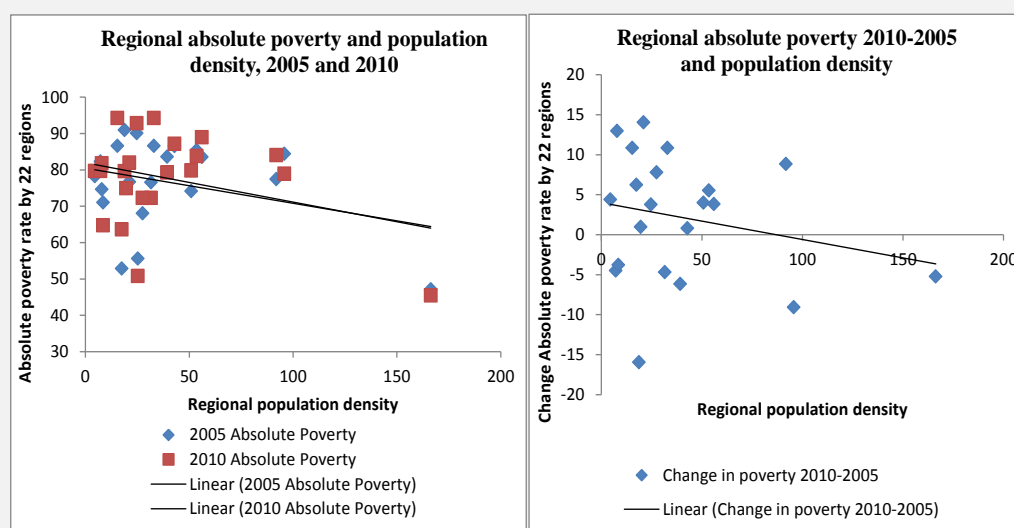 Regional absolute poverty and population
density, 2005 and 2010
Absolute poverty rate by 22 regions
100
90
80
70
60
50
40
30
0
50
100
150
200
Regional population density
2005 Absolute Poverty
2010 Absolute Poverty
Linear (2005 Absolute Poverty)
Linear (2010 Absolute Poverty)
Regional absolute poverty 2010-2005
and population density
Change Absolute poverty rate by 22 regions
20
15
10
5
0
-5
-10
-15
-20
0
50
100
150
200
Regional population density
Change in poverty 2010-2005
Linear (Change in poverty 2010-2005)